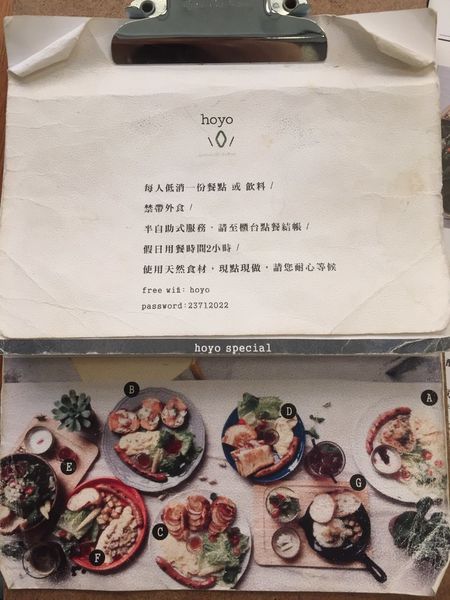 hoyo
每人低消一份餐點 或 飲料 /
禁帶外食 /
半自助式服務，請至櫃台點餐結帳 /
假日用餐時間2小時 /
使用天然食材，現點現做，請您耐心等候
free wifi: hoyo
password:23712022
hoyo special
A
B
D
E
G
C
F